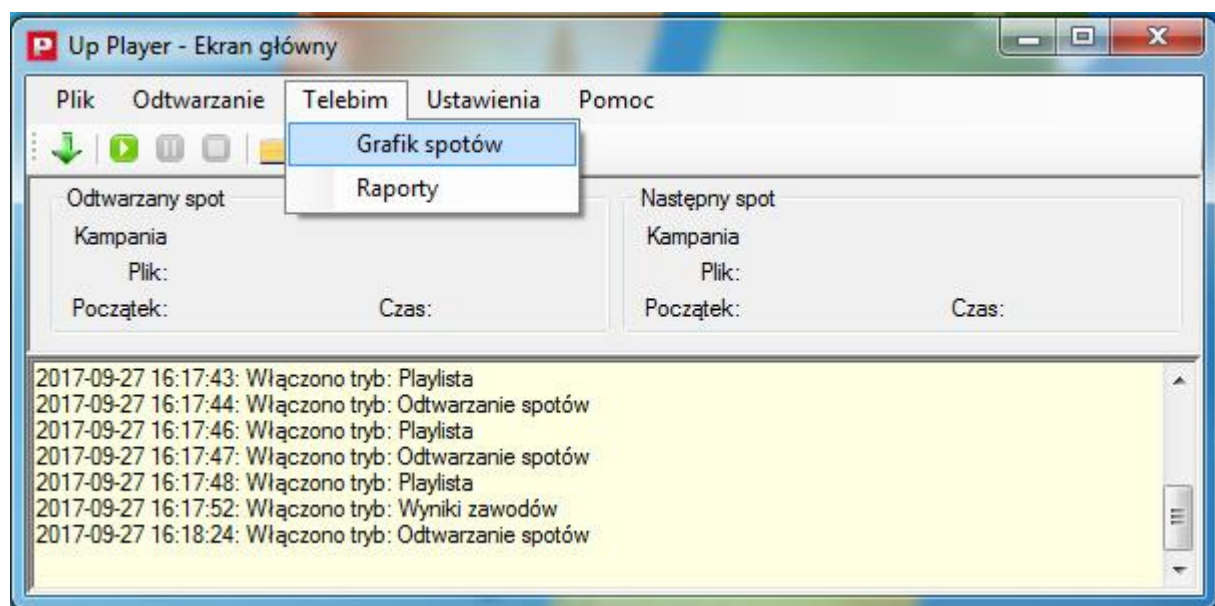 Up Player - Ekran główny
Plik Odtwarzanie Telebim Ustawienia Pomoc
Grafik spotów
Raporty
Odtwarzany spot
Kampania
Plik:
Początek: Czas:
Następny spot
Kampania
Plik:
Początek: Czas:
2017-09-27 16:17:43: Włączono tryb: Playlista
2017-09-27 16:17:44: Włączono tryb: Odtwarzanie spotów
2017-09-27 16:17:46: Włączono tryb: Playlista
2017-09-27 16:17:47: Włączono tryb: Odtwarzanie spotów
2017-09-27 16:17:48: Włączono tryb: Playlista
2017-09-27 16:17:52: Włączono tryb: Wyniki zawodów
2017-09-27 16:18:24: Włączono tryb: Odtwarzanie spotów